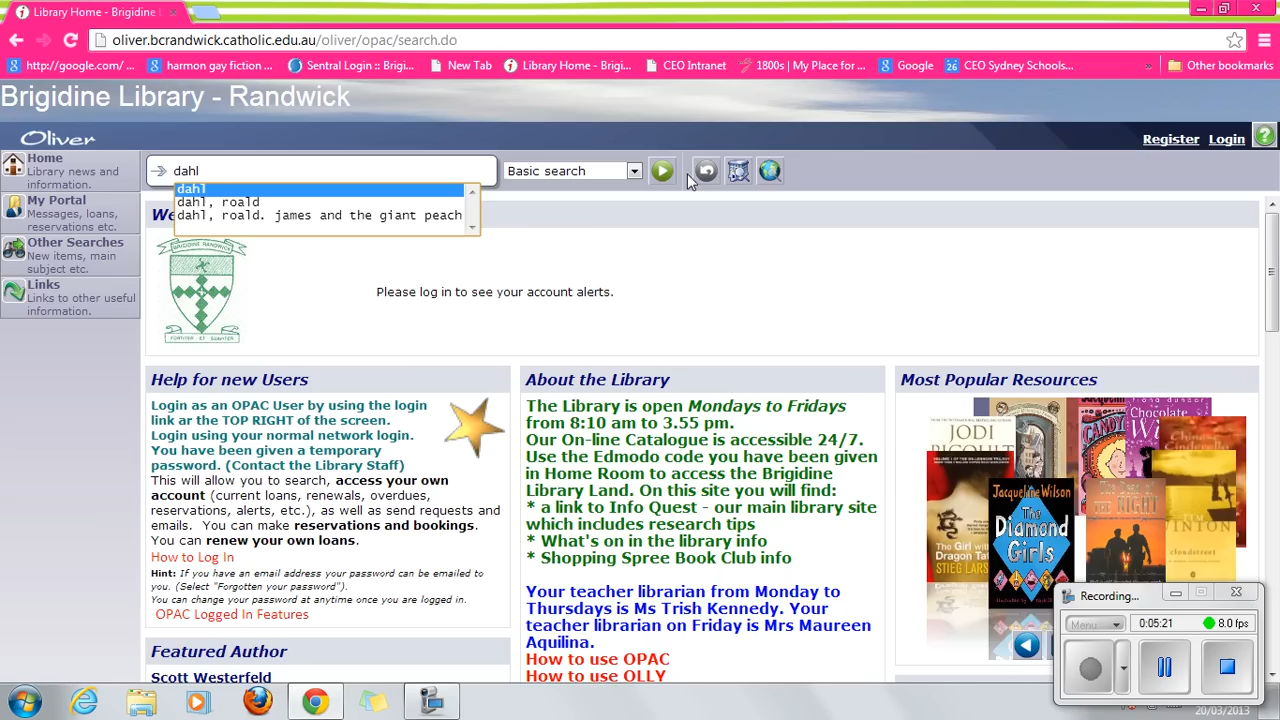 Library Home - Brigidine L
oliver.bcrandwick.catholic.edu.au/oliver/opac/search.do
http://google.com/ ...
harmon gay fiction ...
Sentral Login :: Brigi...
New Tab
Library Home - Brigi...
CEO Intranet
1800s | My Place for ...
Google
26 CEO Sydney Schools...
»
Other bookmarks
Brigidine Library - Randwick
Oliver
Register
Login
Home
Library news and
information.
My Portal
Messages, loans,
reservations etc.
Other Searches
New items, main
subject etc.
Links
Links to other useful
information.
dahl
Basic search
dahl
dahl, roald
dahl, roald. james and the giant peach
We
BRIGIDINE RANDWICK
FORTITER ET SUAVITER
Please log in to see your account alerts.
Help for new Users
Login as an OPAC User by using the login
link ar the TOP RIGHT of the screen.
Login using your normal network login.
You have been given a temporary
password. (Contact the Library Staff)
This will allow you to search, access your own
account (current loans, renewals, overdues,
reservations, alerts, etc.), as well as send requests and
emails. You can make reservations and bookings.
You can renew your own loans.
How to Log In
Hint: If you have an email address your password can be emailed to
you. (Select "Forgotten your password").
You can change your password at anytime once you are logged in.
OPAC Logged In Features
Featured Author
Scott Westerfeld
About the Library
The Library is open Mondays to Fridays
from 8:10 am to 3.55 pm.
Our On-line Catalogue is accessible 24/7.
Use the Edmodo code you have been given
in Home Room to access the Brigidine
Library Land. On this site you will find:
* a link to Info Quest - our main library site
which includes research tips
* What's on in the library info
* Shopping Spree Book Club info
Your teacher librarian from Monday to
Thursdays is Ms Trish Kennedy. Your
teacher librarian on Friday is Mrs Maureen
Aquilina.
How to use OPAC
How to use OLLY
Most Popular Resources
JODI
PICOULT
CANDY
Chocolate
Chinese
Cinderella
The Girl with
Dragon Tat
STIEG LARS
Jacqueline Wilson
The
Diamond
Girls
NIGHT
TIM
WINTON
cloudstreet
Recording...
Menu
0:05:21
8.0 fps
20/03/2013